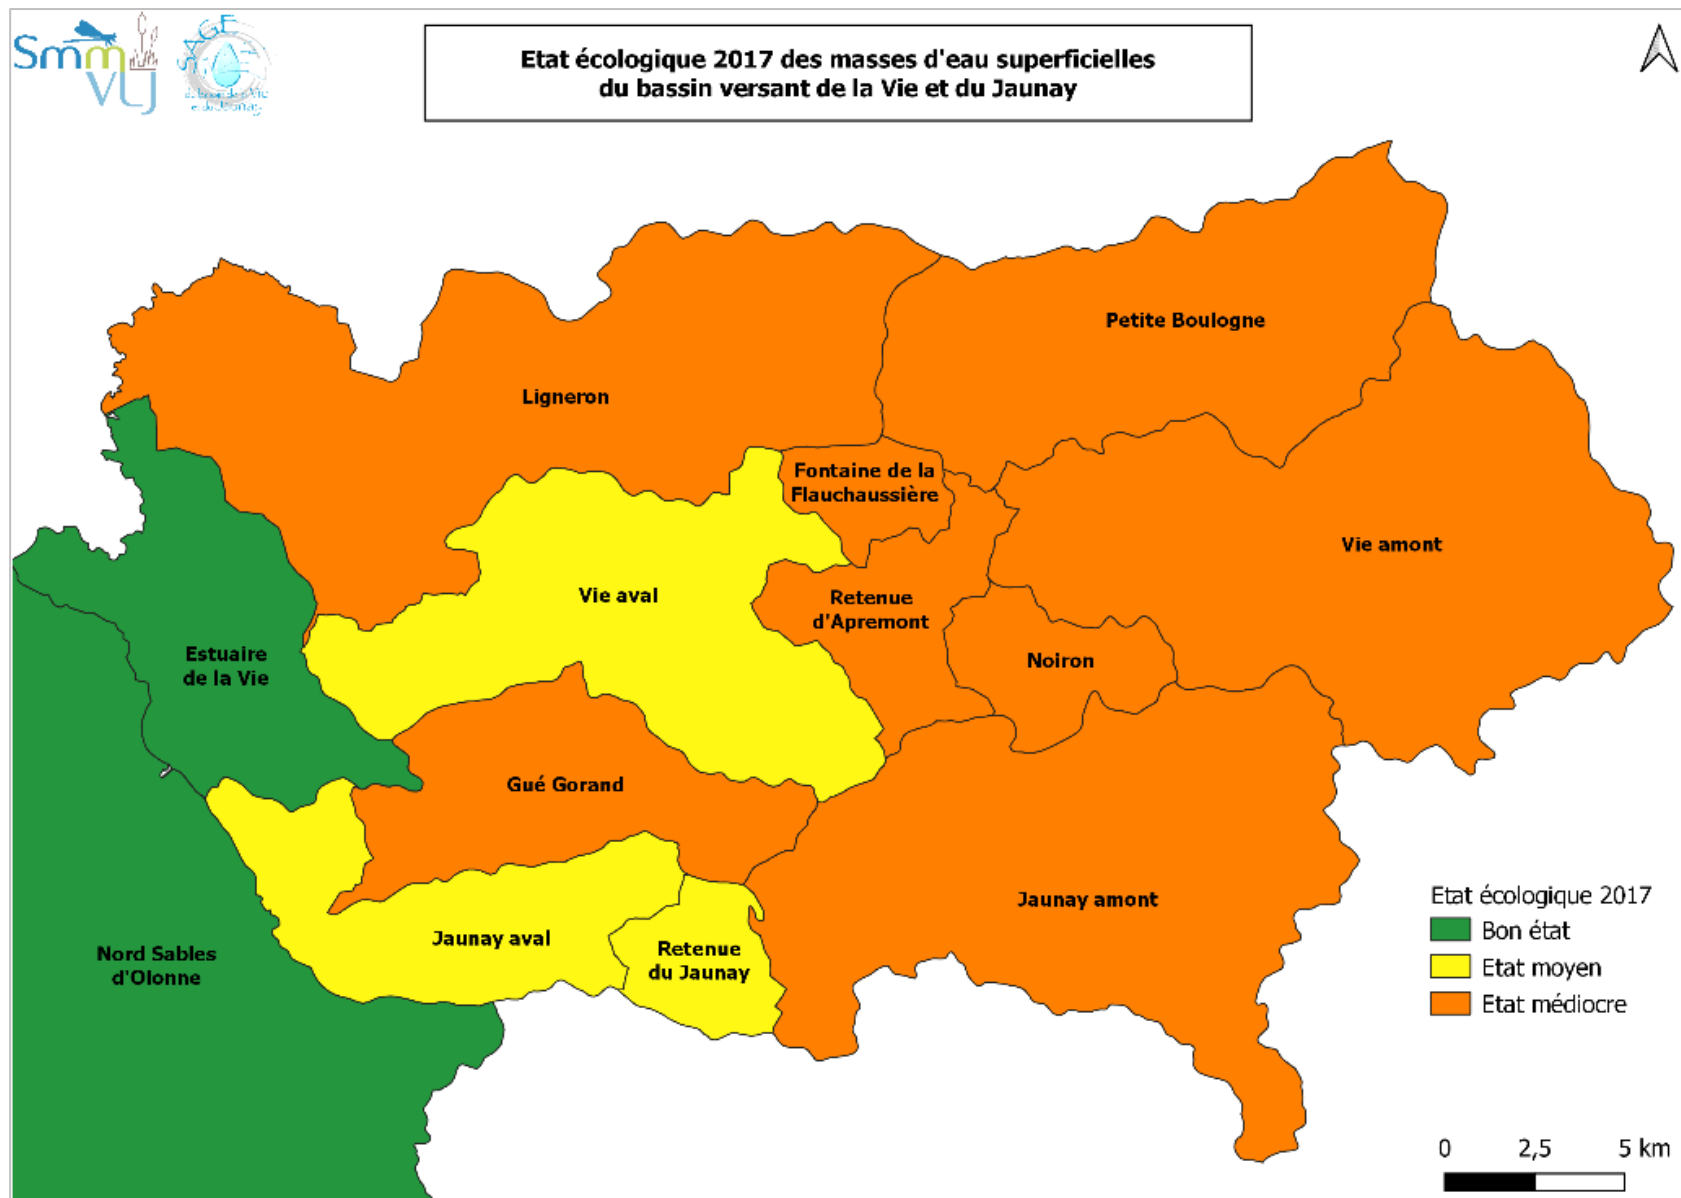 Smm
VLJ
SAGE
Etat écologique 2017 des masses d'eau superficielles
du bassin versant de la Vie et du Jaunay
Petite Boulogne
Ligneron
Fontaine de la
Flauchaussière
Vie amont
Vie aval
Retenue
d'Apremont
Estuaire
de la Vie
Noiron
Gué Gorand
Jaunay amont
Jaunay aval
Retenue
du Jaunay
Nord Sables
d'Olonne
Etat écologique 2017
Bon état
Etat moyen
Etat médiocre
0 2,5 5 km